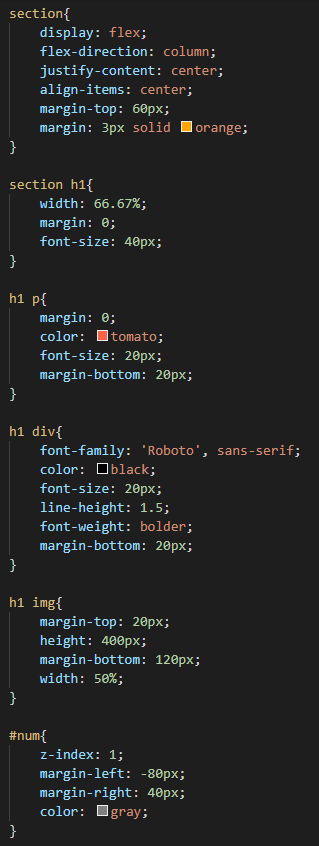 section{
    display: flex;
    flex-direction: column;
    justify-content: center;
    align-items: center;
    margin-top: 60px;
    margin: 3px solid orange;
}

section h1{
    width: 66.67%;
    margin: 0;
    font-size: 40px;
}

h1 p{
    margin: 0;
    color: tomato;
    font-size: 20px;
    margin-bottom: 20px;
}

h1 div{
    font-family: 'Roboto', sans-serif;
    color: black;
    font-size: 20px;
    line-height: 1.5;
    font-weight: bolder;
    margin-bottom: 20px;
}

h1 img{
    margin-top: 20px;
    height: 400px;
    margin-bottom: 120px;
    width: 50%;
}

#num{
    z-index: 1;
    margin-left: -80px;
    margin-right: 40px;
    color: gray;
}